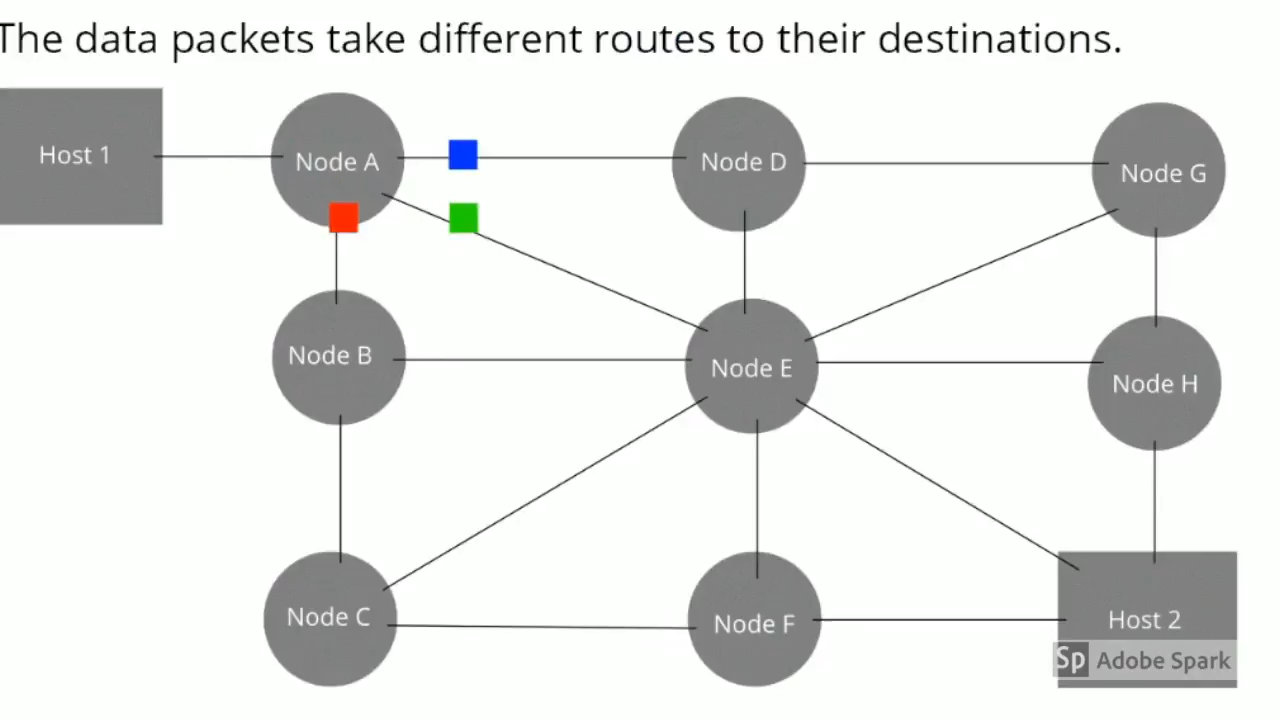 The data packets take different routes to their destinations.
Host 1
Node A
Node D
Node G
Node B
Node E
Node H
Node C
Node F
Host 2
Sp Adobe Spark